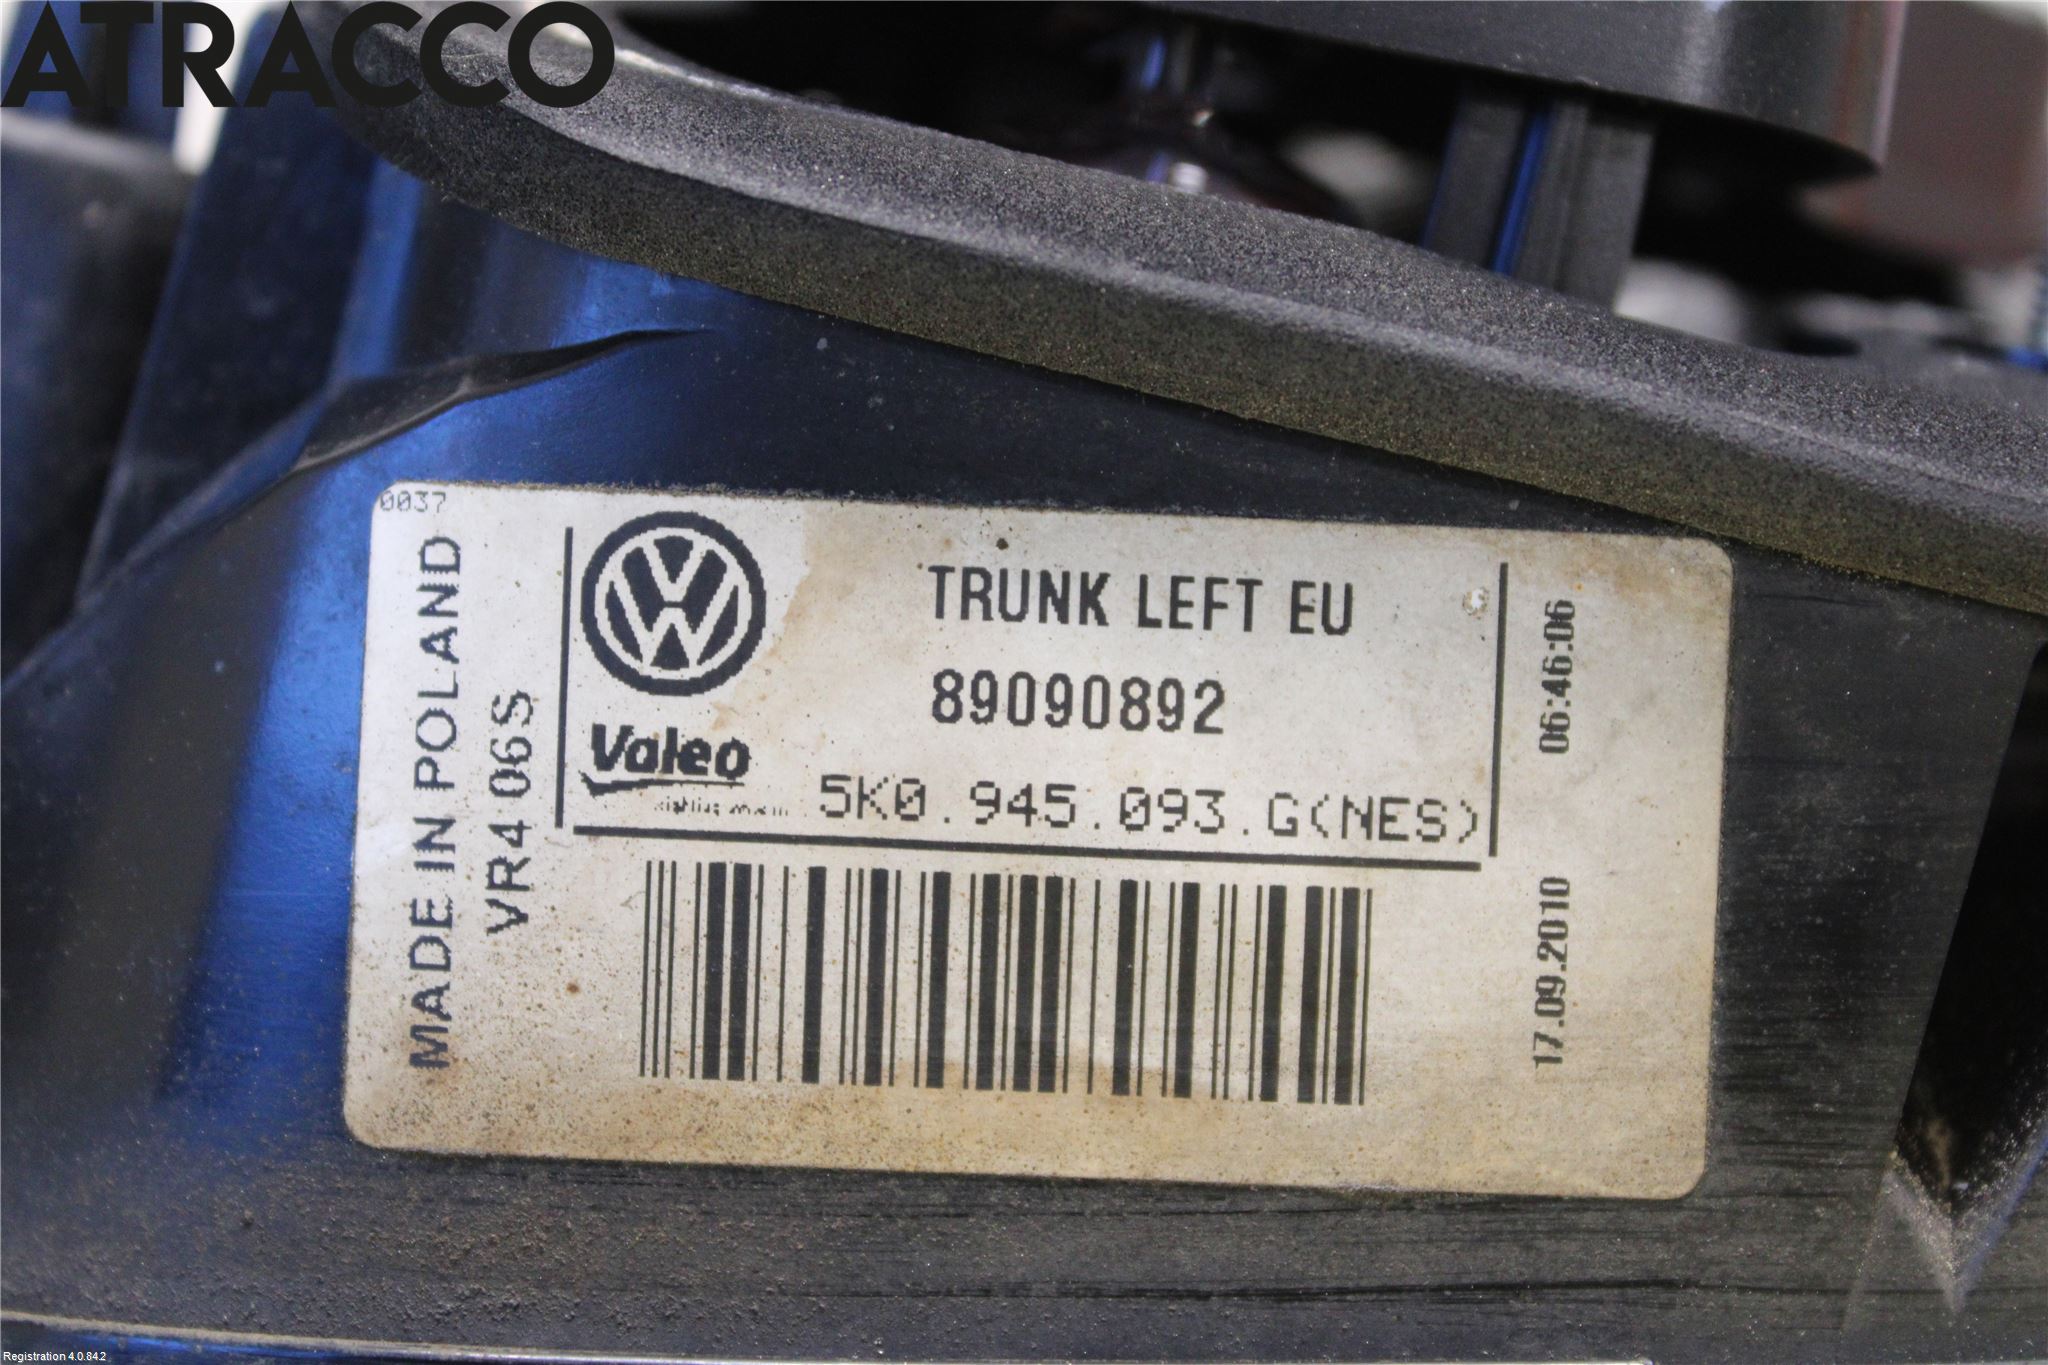 ATRACCO
0037
MADE IN POLAND
VR4 06S
TRUNK LEFT EU
89090892
Valeo
5K0.945.093.G(NES)
06:46:06
17.09.2010
Registration 4.0.84.2